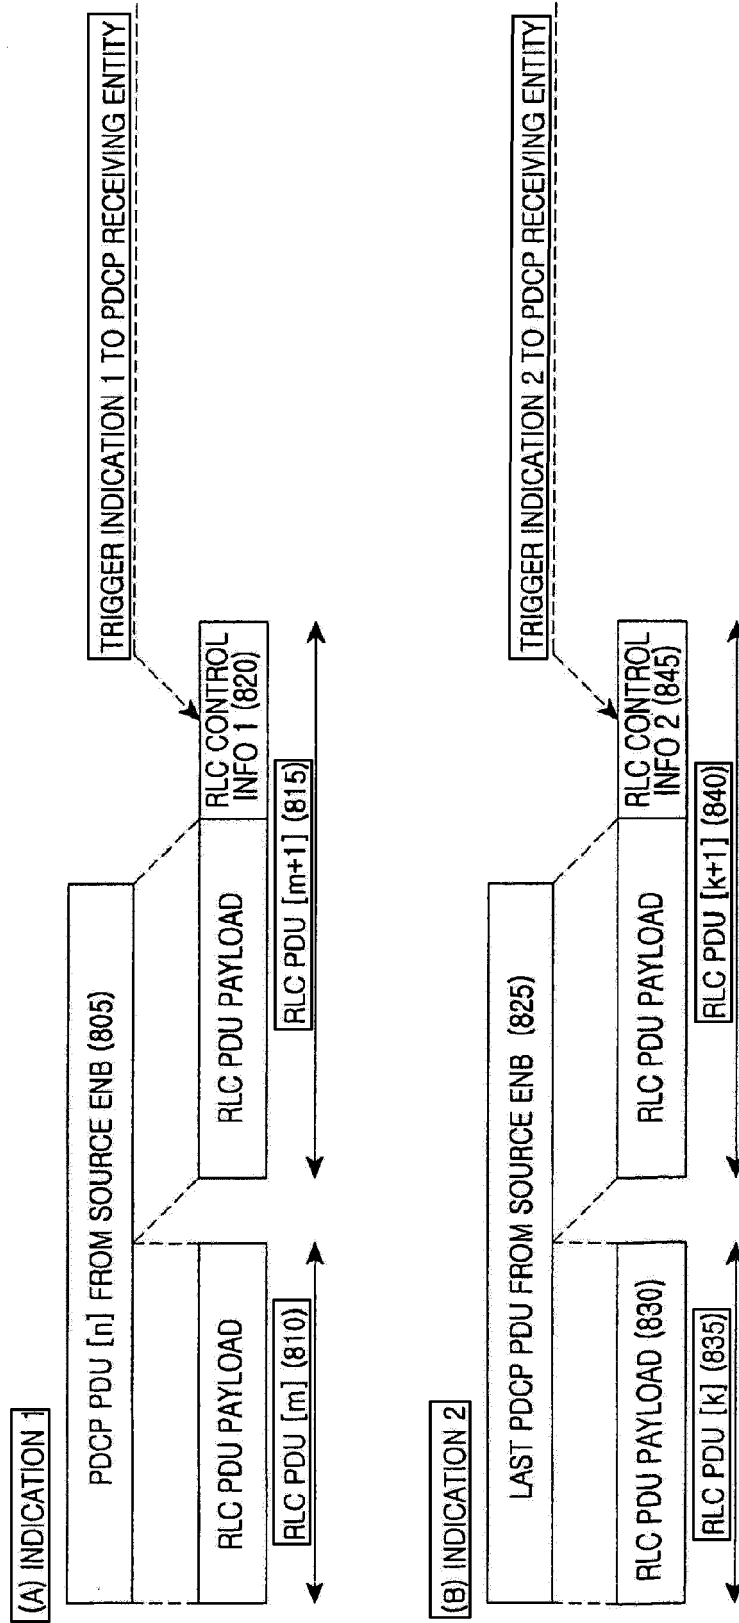 (A) INDICATION 1
PDCP PDU [n] FROM SOURCE ENB (805)
TRIGGER INDICATION 1 TO PDCP RECEIVING ENTITY
RLC PDU PAYLOAD
RLC PDU PAYLOAD
RLC CONTROL
INFO 1 (820)
RLC PDU [m] (810)
RLC PDU [m+1] (815)
(B) INDICATION 2
LAST PDCP PDU FROM SOURCE ENB (825)
TRIGGER INDICATION 2 TO PDCP RECEIVING ENTITY
RLC PDU PAYLOAD (830)
RLC PDU PAYLOAD
RLC CONTROL
INFO 2 (845)
RLC PDU [k] (835)
RLC PDU [k+1] (840)